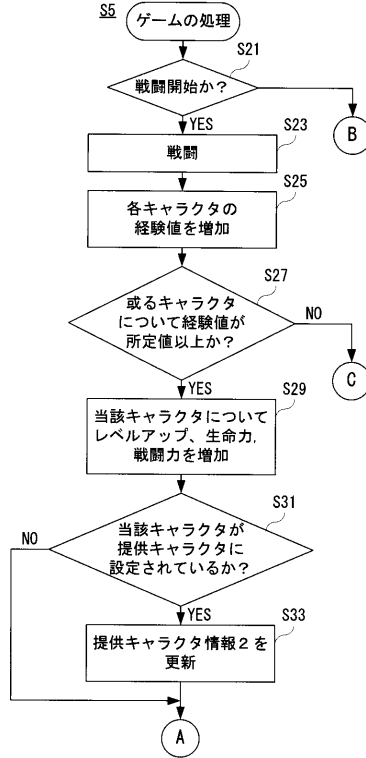 S5
ゲームの処理
S21
戦闘開始か?
B
YES
S23
戦闘
S25
各キャラクタの
経験値を増加
S27
或るキャラクタ
について経験値が
所定値以上か?
NO
C
YES
S29
当該キャラクタについて
レベルアップ、生命力,
戦闘力を増加
S31
当該キャラクタが
提供キャラクタに
設定されているか?
NO
YES
S33
提供キャラクタ情報2を
更新
A